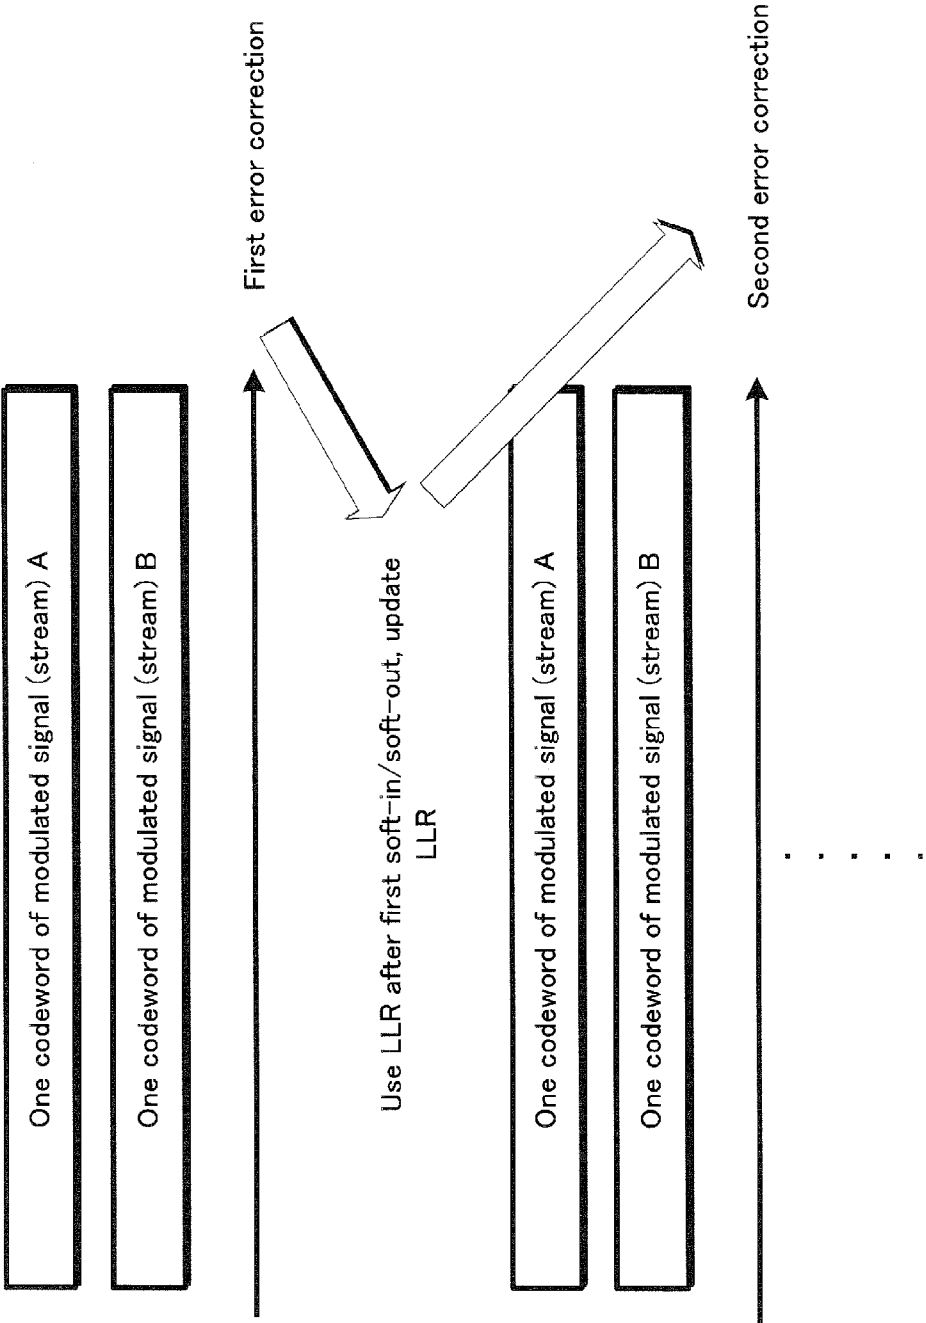 One codeword of modulated signal (stream) A
One codeword of modulated signal (stream) B
First error correction
Use LLR after first soft-in/soft-out, update
LLR
One codeword of modulated signal (stream) A
One codeword of modulated signal (stream) B
Second error correction